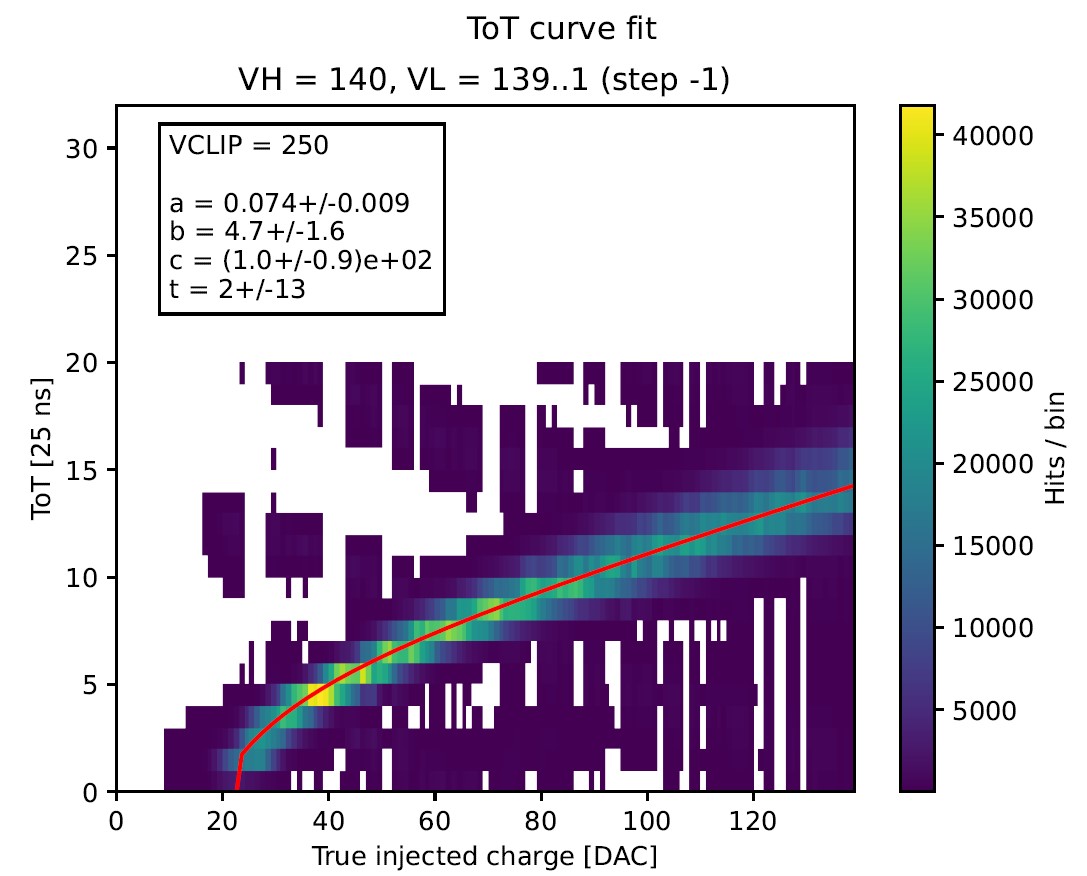 ToT curve fit
VH = 140, VL = 139..1 (step -1)
VCLIP = 250
a = 0.074+/-0.009
b = 4.7+/-1.6
c = (1.0+/-0.9)e+02
t = 2+/-13
ToT [25 ns]
30
25
20
15
10
5
0
0 20 40 60 80 100 120
True injected charge [DAC]
40000
35000
30000
25000
20000
15000
10000
5000
Hits / bin